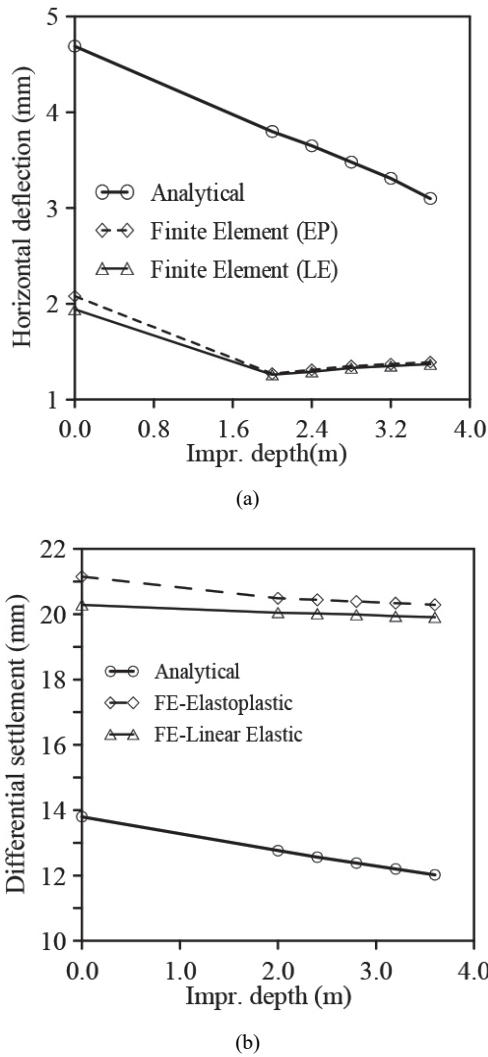 5
4
3
2
1
Horizontal deflection (mm)
Analytical
Finite Element (EP)
Finite Element (LE)
0.0 0.8 1.6 2.4 3.2 4.0
Impr. depth(m)
(a)
22
20
18
16
14
12
10
Differential settlement (mm)
Analytical
FE-Elastoplastic
FE-Linear Elastic
0.0 1.0 2.0 3.0 4.0
Impr. depth (m)
(b)